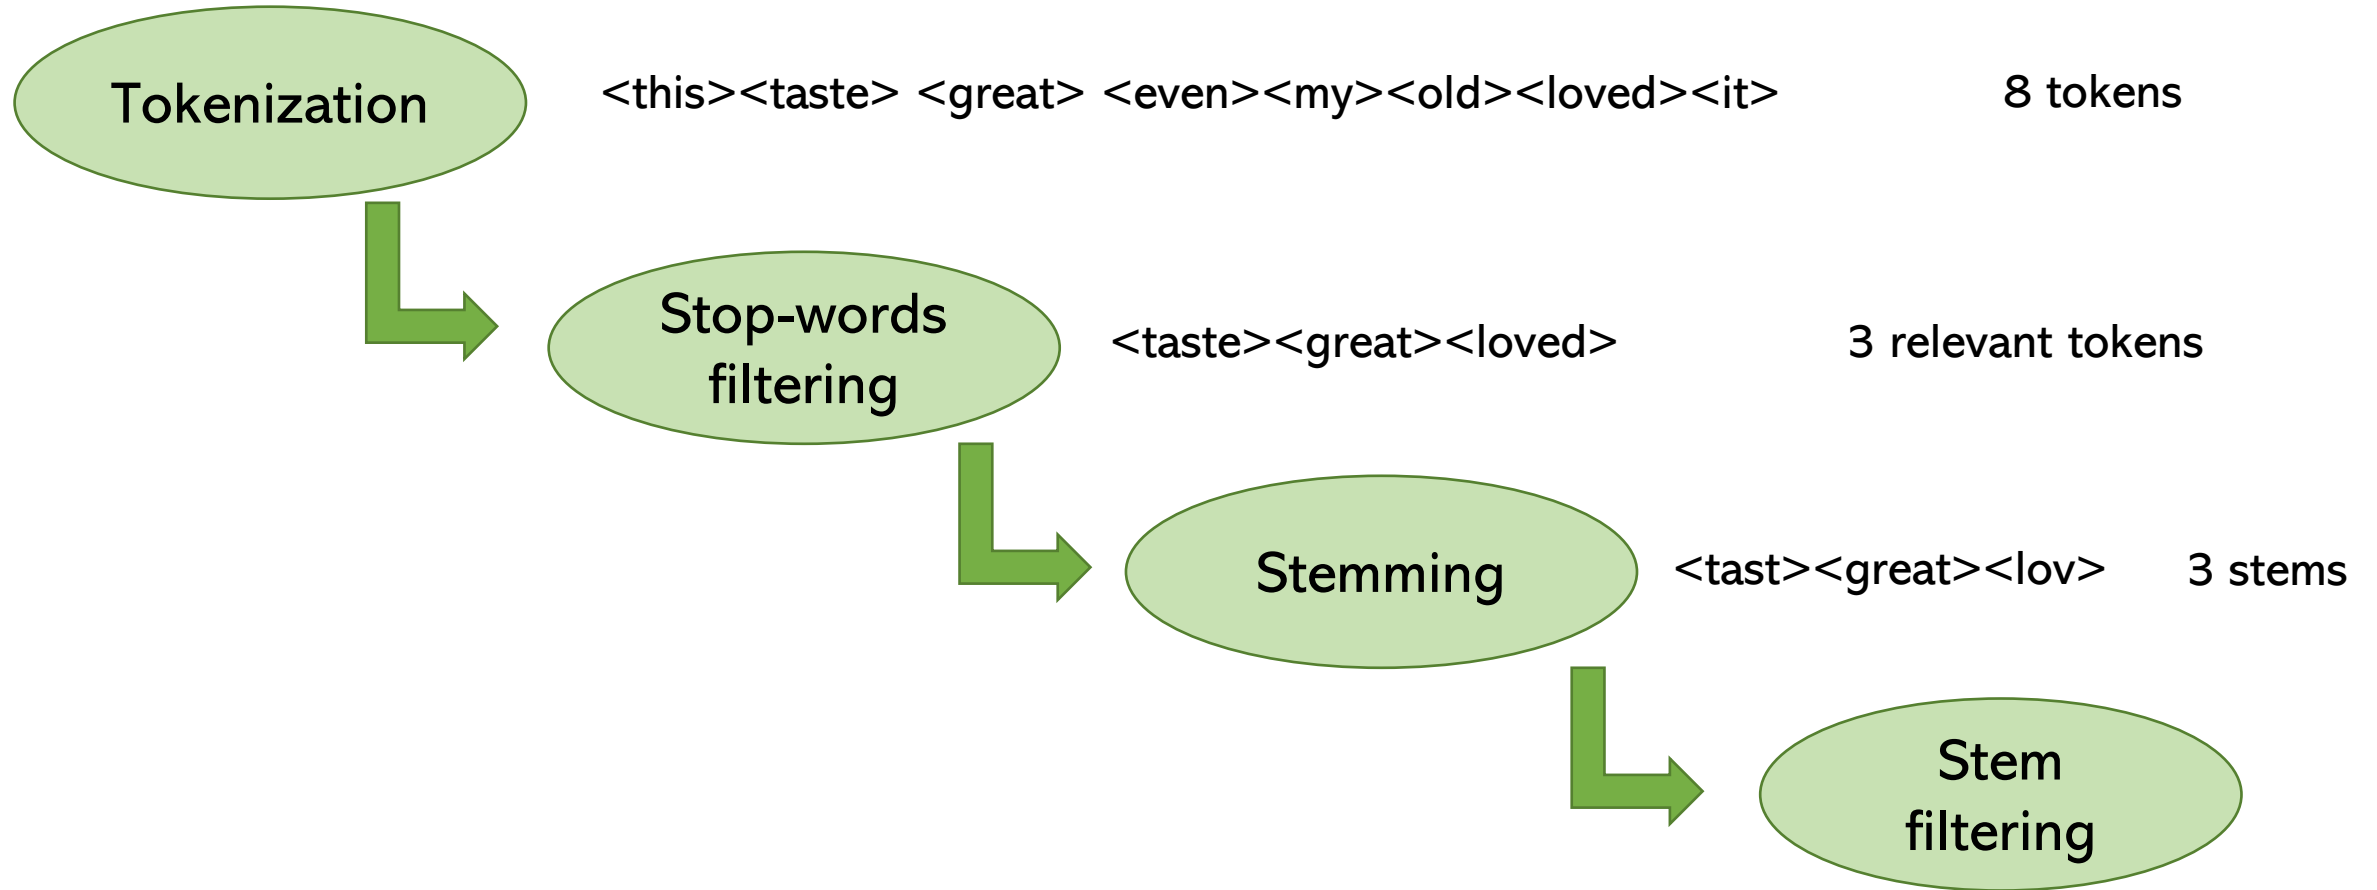 Tokenization
<this><taste> <great> <even><my><old><loved><it>
8 tokens
Stop-words
filtering
<taste><great><loved>
3 relevant tokens
Stemming
<tast><great><lov>
3 stems
Stem
filtering